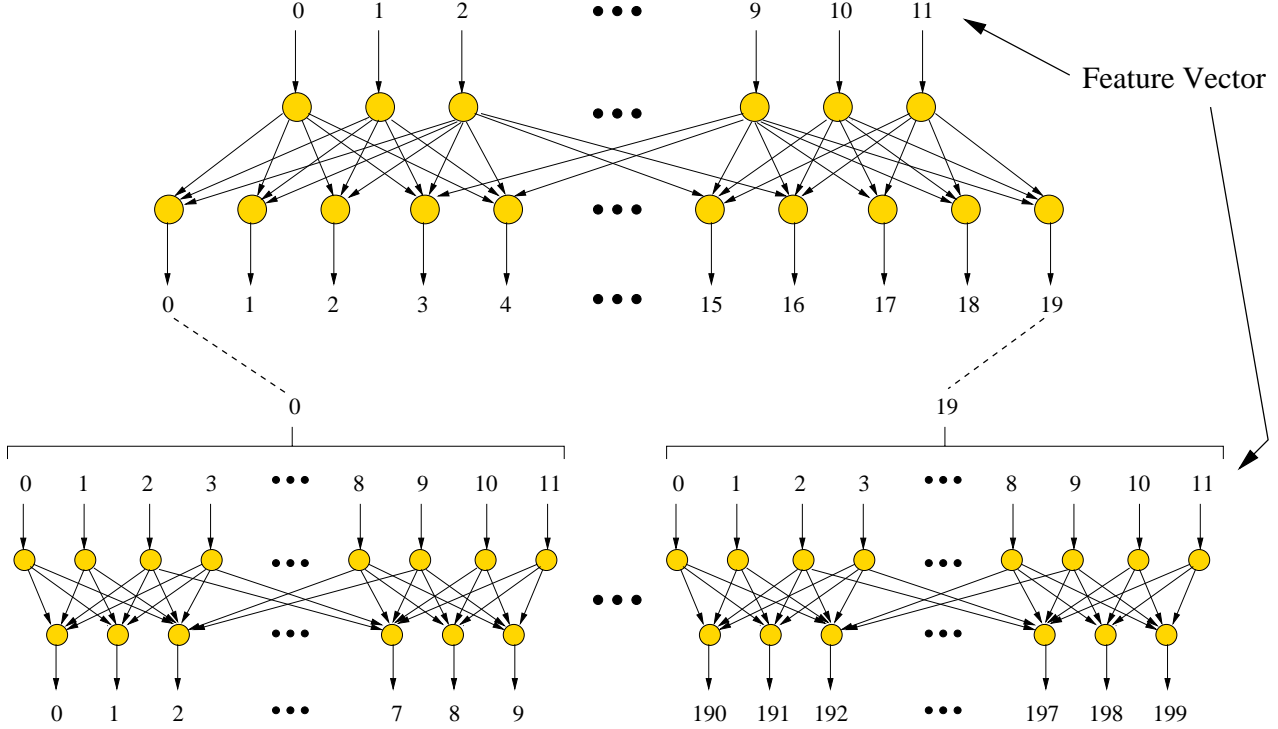 0 1 2 ••• 9 10 11
Feature Vector
•••
•••
0 1 2 3 4 ••• 15 16 17 18 19
0 19
0 1 2 3 ••• 8 9 10 11 0 1 2 3 ••• 8 9 10 11
••• •••
•••
••• •••
0 1 2 ••• 7 8 9 190 191 192 ••• 197 198 199